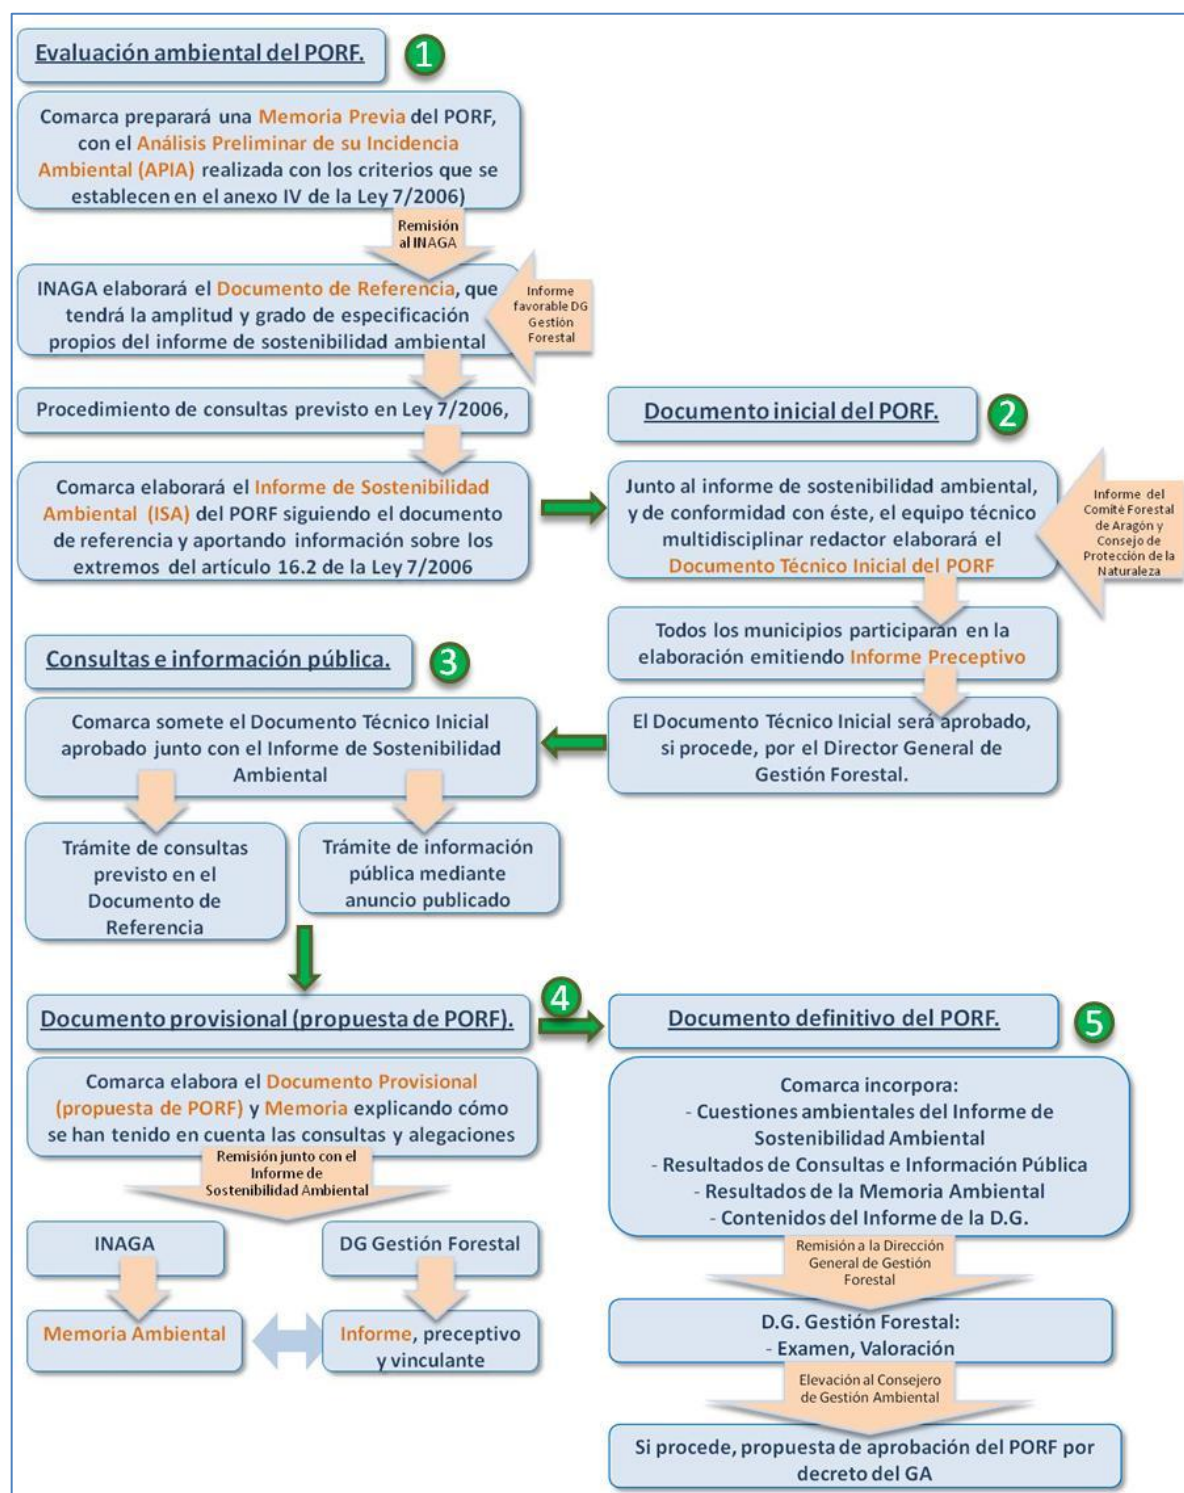 Evaluación ambiental del PORF.
1
Comarca preparará una Memoria Previa del PORF,
con el Análisis Preliminar de su Incidencia
Ambiental (APIA) realizada con los criterios que se
establecen en el anexo IV de la Ley 7/2006)
Remisión
al INAGA
INAGA elaborará el Documento de Referencia, que
tendrá la amplitud y grado de especificación
propios del informe de sostenibilidad ambiental
Informe
favorable DG
Gestión
Forestal
Procedimiento de consultas previsto en Ley 7/2006,
Comarca elaborará el Informe de Sostenibilidad
Ambiental (ISA) del PORF siguiendo el documento
de referencia y aportando información sobre los
extremos del artículo 16.2 de la Ley 7/2006
Documento inicial del PORF.
2
Junto al informe de sostenibilidad ambiental,
y de conformidad con éste, el equipo técnico
multidisciplinar redactor elaborará el
Documento Técnico Inicial del PORF
Informe del
Comité Forestal
de Aragón y
Consejo de
Protección de la
Naturaleza
Todos los municipios participarán en la
elaboración emitiendo Informe Preceptivo
El Documento Técnico Inicial será aprobado,
si procede, por el Director General de
Gestión Forestal.
Consultas e información pública.
3
Comarca somete el Documento Técnico Inicial
aprobado junto con el Informe de Sostenibilidad
Ambiental
Trámite de consultas
previsto en el
Documento de
Referencia
Trámite de información
pública mediante
anuncio publicado
Documento provisional (propuesta de PORF).
4
Comarca elabora el Documento Provisional
(propuesta de PORF) y Memoria explicando cómo
se han tenido en cuenta las consultas y alegaciones
Remisión junto con el
Informe de
Sostenibilidad Ambiental
INAGA
DG Gestión Forestal
Memoria Ambiental
Informe, preceptivo
y vinculante
Documento definitivo del PORF.
5
Comarca incorpora:
- Cuestiones ambientales del Informe de
Sostenibilidad Ambiental
- Resultados de Consultas e Información Pública
- Resultados de la Memoria Ambiental
- Contenidos del Informe de la D.G.
Remisión a la Dirección
General de Gestión
Forestal
D.G. Gestión Forestal:
- Examen, Valoración
Elevación al Consejero
de Gestión Ambiental
Si procede, propuesta de aprobación del PORF por
decreto del GA